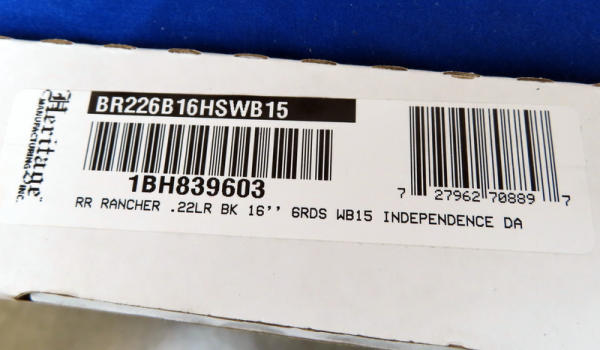 Heritage
MANUFACTURING INC.
BR226B16HSWB15
1BH839603
7 27962 70889 7
RR RANCHER .22LR BK 16'' 6RDS WB15 INDEPENDENCE DA